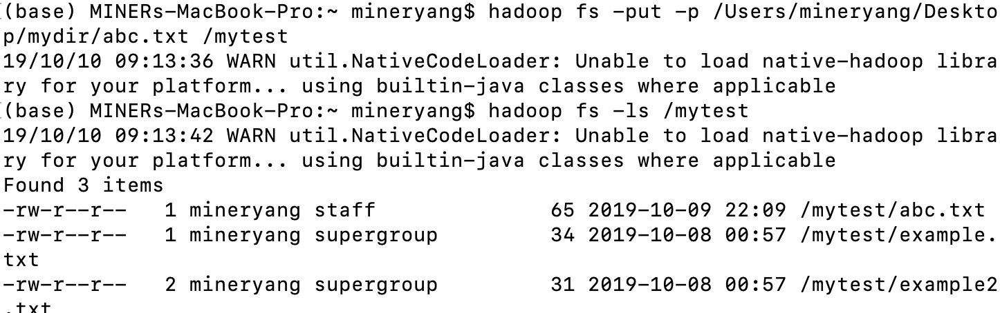 (base) MINERs-MacBook-Pro:~ mineryang$ hadoop fs -put -p /Users/mineryang/Deskto
p/mydir/abc.txt /mytest
19/10/10 09:13:36 WARN util.NativeCodeLoader: Unable to load native-hadoop libra
ry for your platform... using builtin-java classes where applicable
(base) MINERs-MacBook-Pro:~ mineryang$ hadoop fs -ls /mytest
19/10/10 09:13:42 WARN util.NativeCodeLoader: Unable to load native-hadoop libra
ry for your platform... using builtin-java classes where applicable
Found 3 items
-rw-r--r--   1 mineryang staff              65 2019-10-09 22:09 /mytest/abc.txt
-rw-r--r--   1 mineryang supergroup         34 2019-10-08 00:57 /mytest/example.
txt
-rw-r--r--   2 mineryang supergroup         31 2019-10-08 00:57 /mytest/example2
.txt